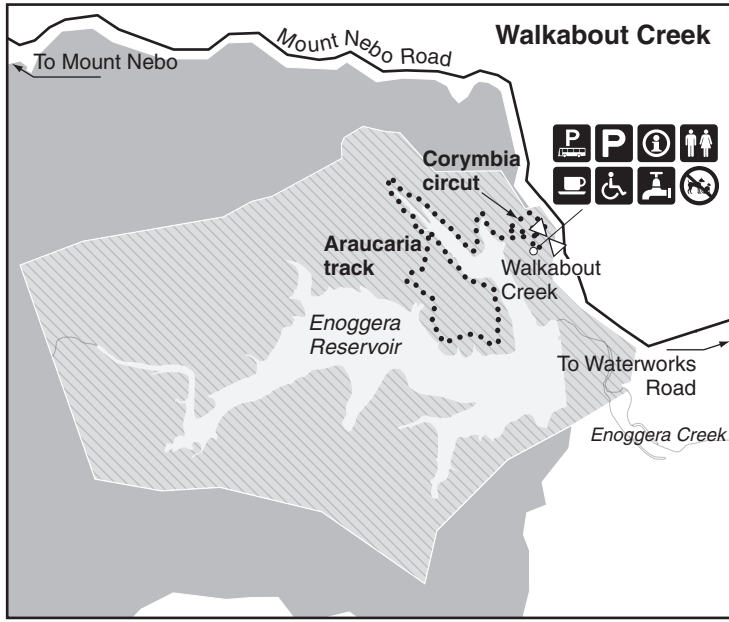 Walkabout Creek
Mount Nebo Road
To Mount Nebo
P
P
i
Corymbia
circut
Araucaria
track
Walkabout
Creek
Enoggera
Reservoir
To Waterworks
Road
Enoggera Creek